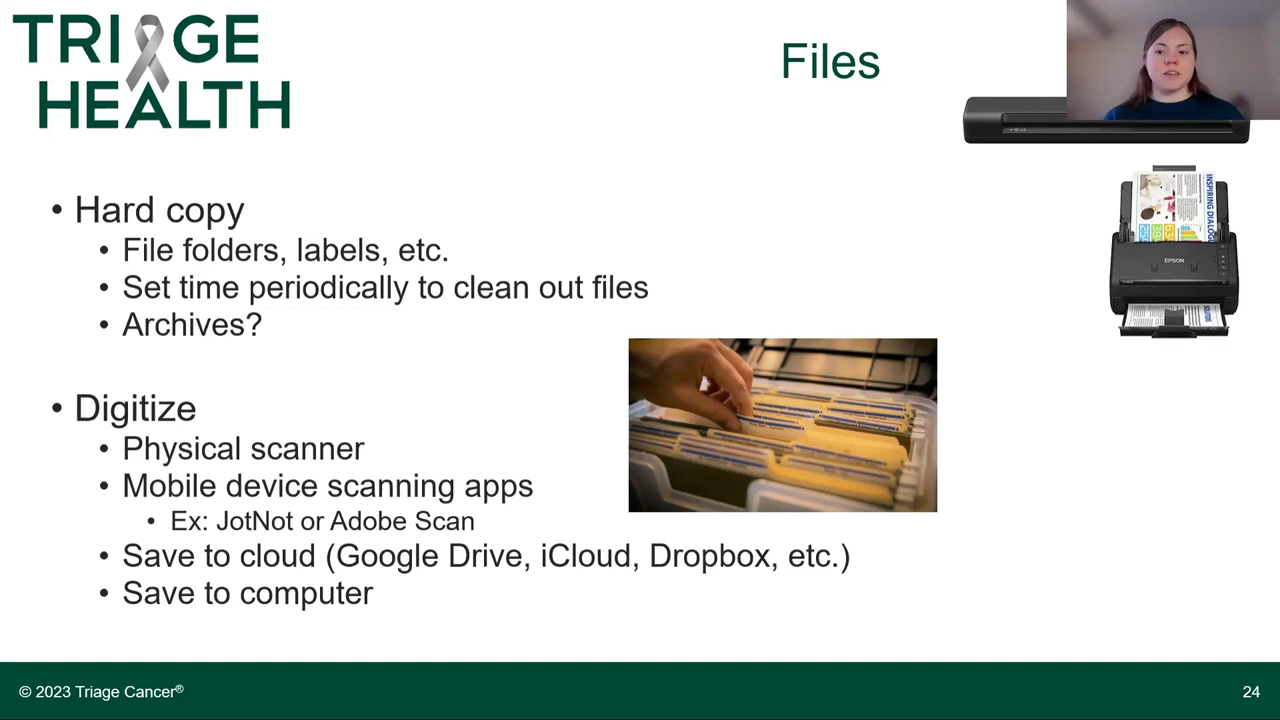 TRIAGE
HEALTH
Files
• Hard copy
• File folders, labels, etc.
• Set time periodically to clean out files
• Archives?
• Digitize
• Physical scanner
• Mobile device scanning apps
• Ex: JotNot or Adobe Scan
• Save to cloud (Google Drive, iCloud, Dropbox, etc.)
• Save to computer
EPSON
© 2023 Triage Cancer®
24